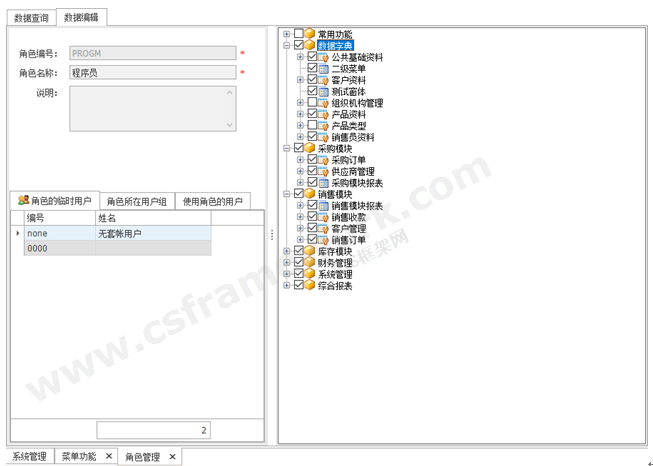 数据查询 数据编辑
角色编号: PROGM *
角色名称: 程序员 *
说明:
角色的临时用户 角色所在用户组 使用角色的用户
编号 姓名
none 无套帐用户
0000
2
常用功能
数据字典
公共基础资料
二级菜单
客户资料
测试窗体
组织机构管理
产品资料
产品类型
销售员资料
采购模块
采购订单
供应商管理
采购模块报表
销售模块
销售模块报表
销售收款
客户管理
销售订单
库存模块
财务管理
系统管理
综合报表
系统管理 菜单功能 × 角色管理 ×
www.csframework.com
框架网